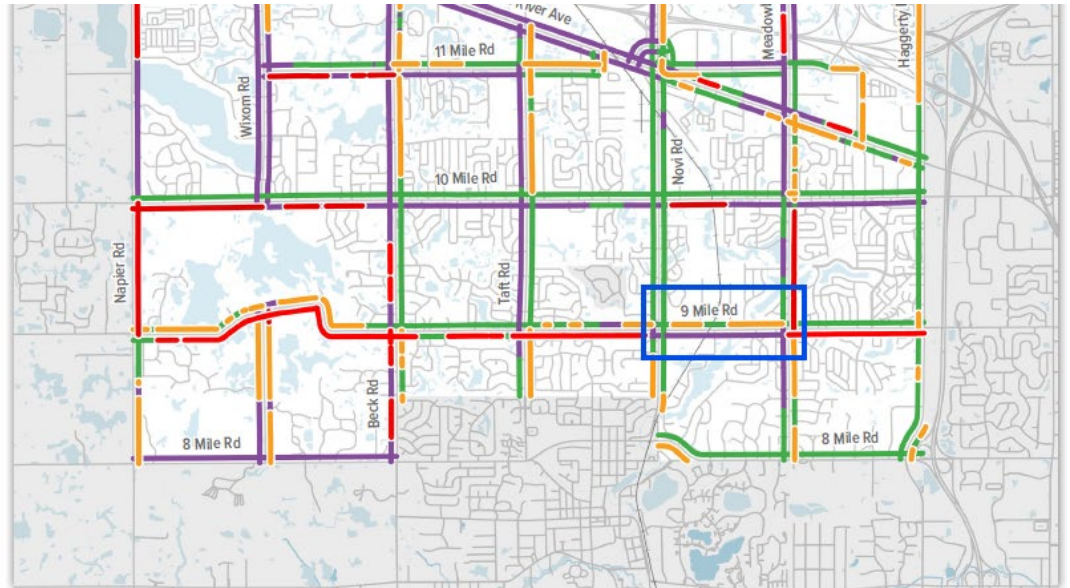 River Ave
11 Mile Rd
Meadowl
Haggerty
Wixom Rd
Novi Rd
10 Mile Rd
Napier Rd
Taft Rd
9 Mile Rd
Beck Rd
8 Mile Rd
8 Mile Rd